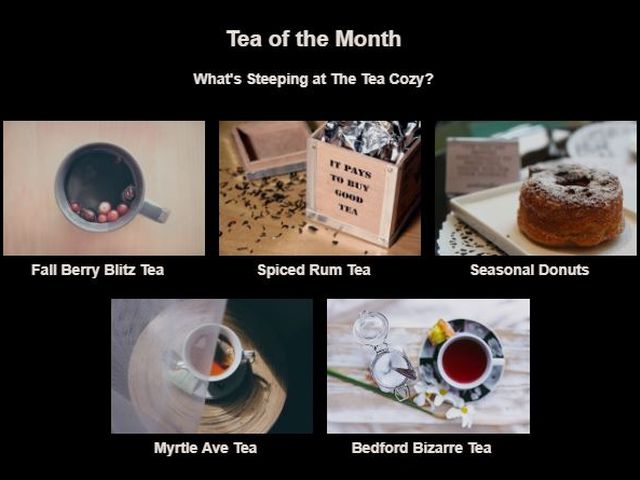 Tea of the Month
What's Steeping at The Tea Cozy?
IT PAYS
TO BUY
GOOD
TEA
Fall Berry Blitz Tea
Spiced Rum Tea
Seasonal Donuts
Myrtle Ave Tea
Bedford Bizarre Tea